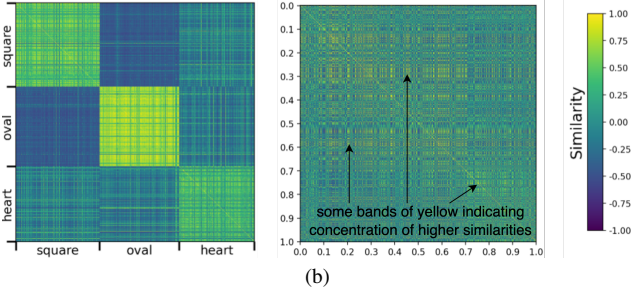 square
oval
heart
square
oval
heart
0.0
0.1
0.2
0.3
0.4
0.5
0.6
0.7
0.8
0.9
1.0
some bands of yellow indicating
concentration of higher similarities
0.0 0.1 0.2 0.3 0.4 0.5 0.6 0.7 0.8 0.9 1.0
Similarity
1.00
0.75
0.50
0.25
0.00
-0.25
-0.50
-0.75
-1.00
(b)